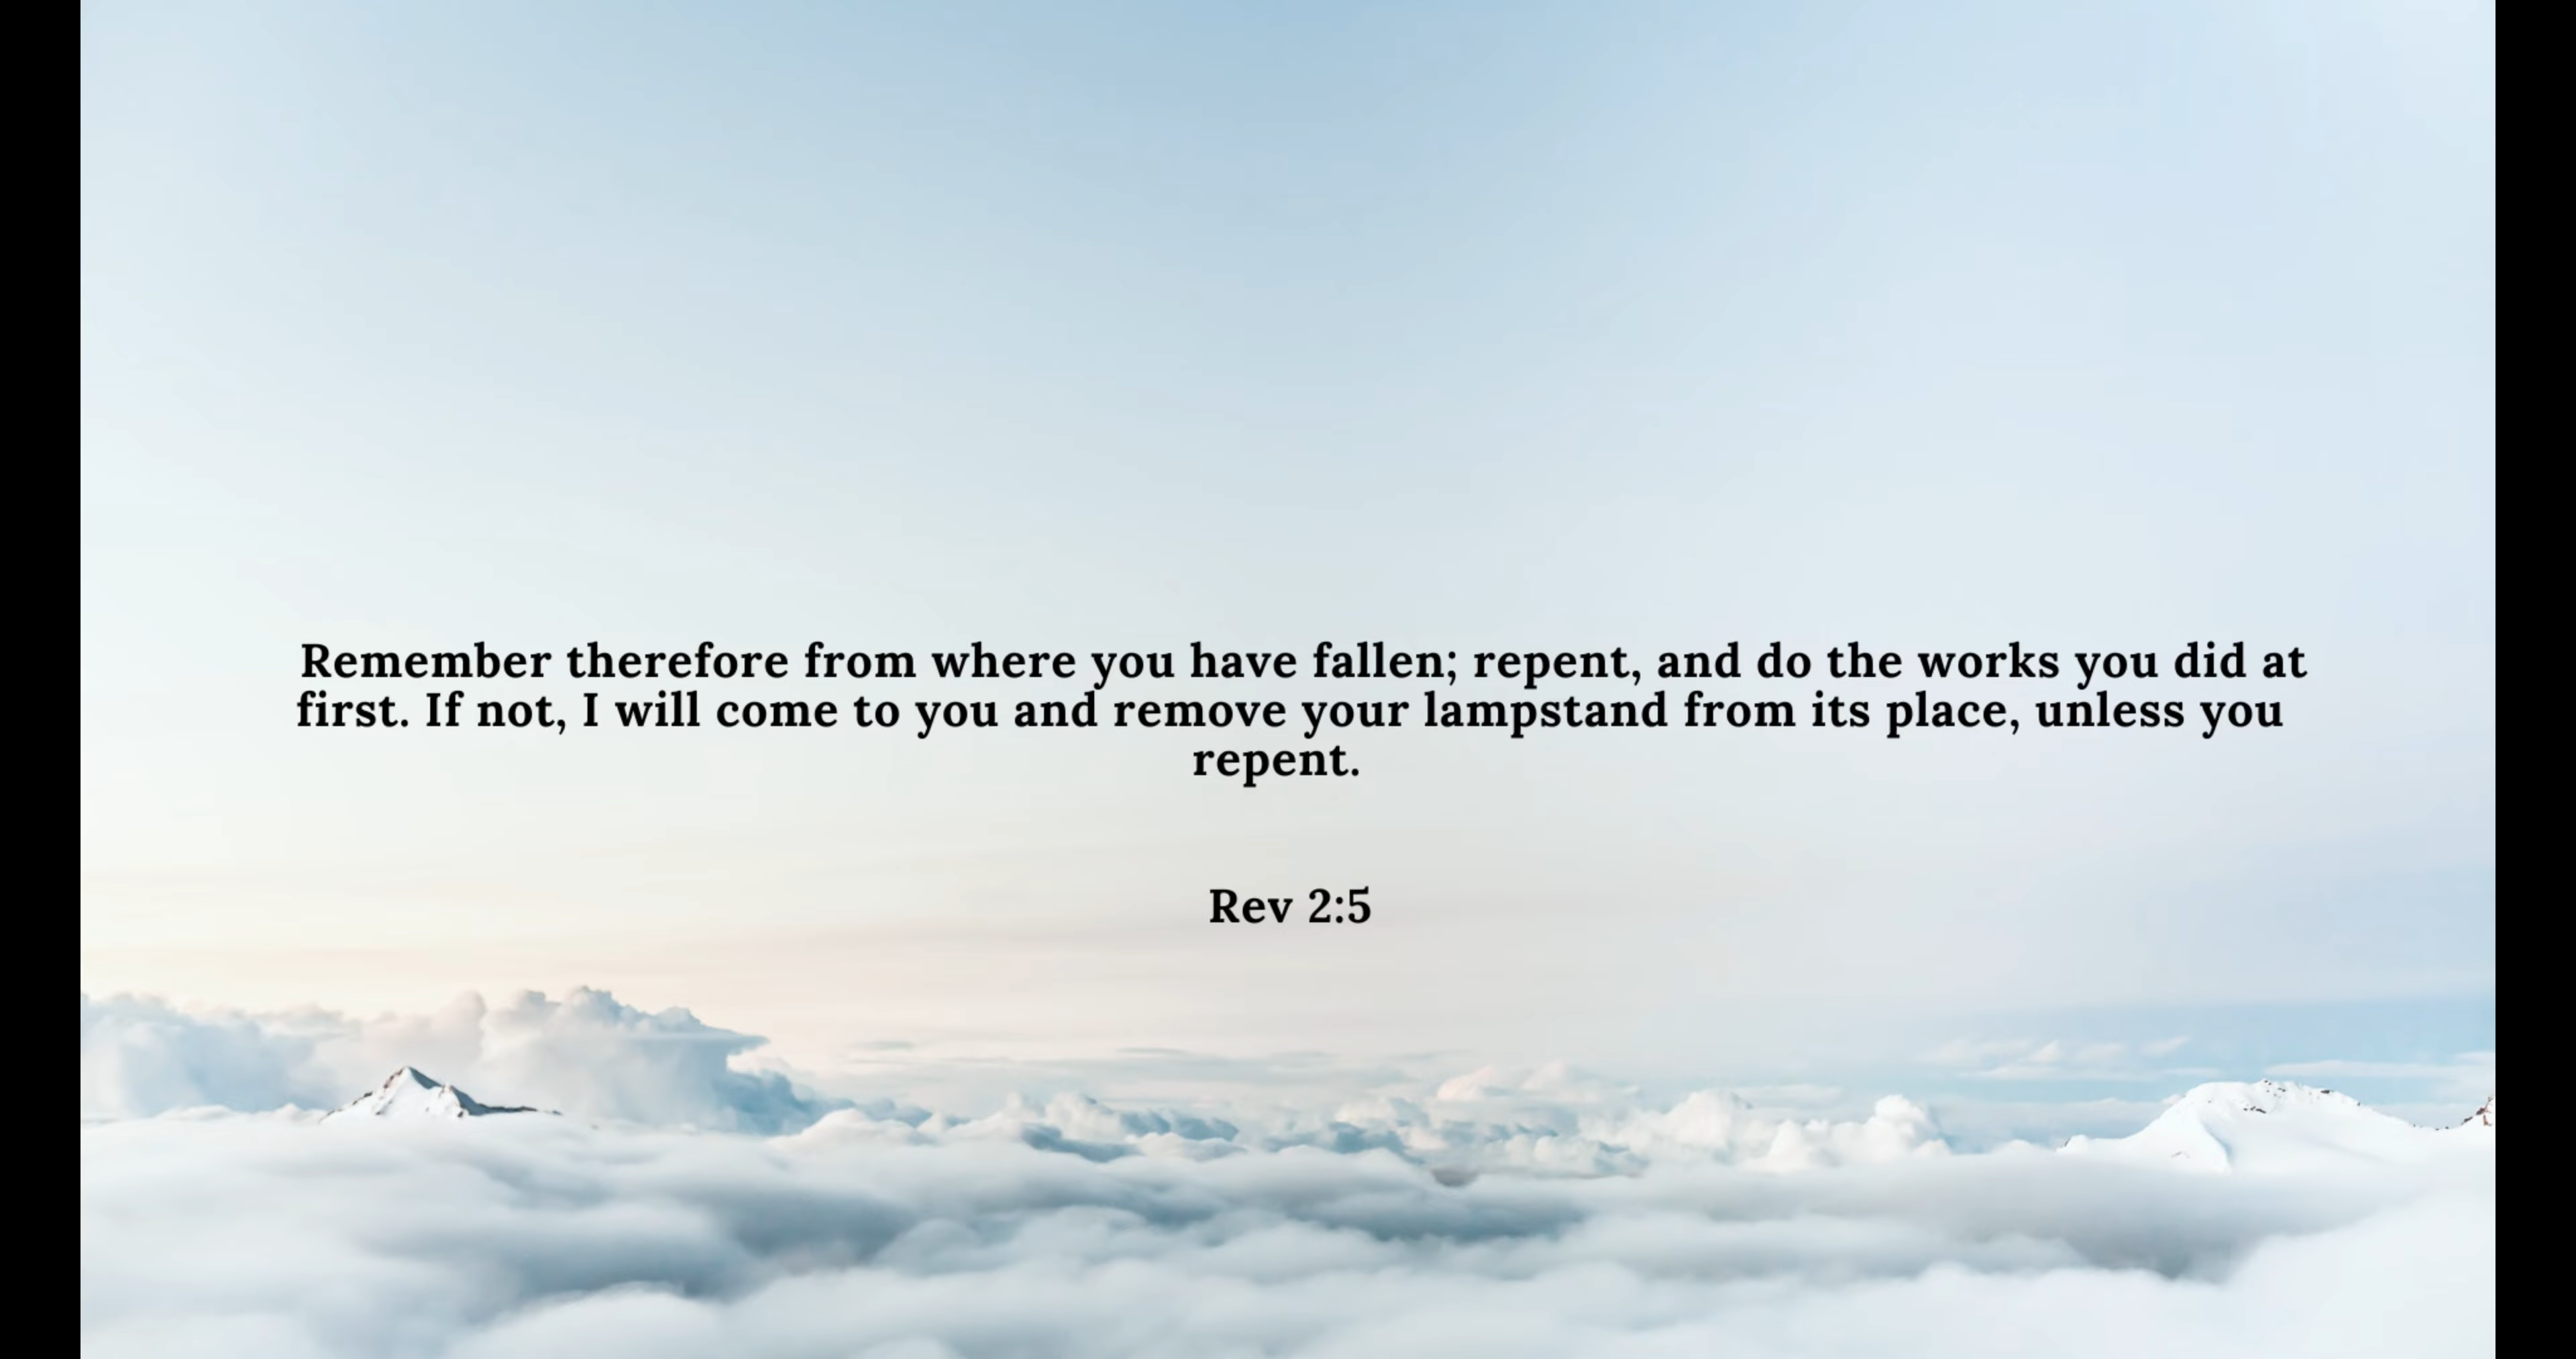 Remember therefore from where you have fallen; repent, and do the works you did at
first. If not, I will come to you and remove your lampstand from its place, unless you
repent.
Rev 2:5